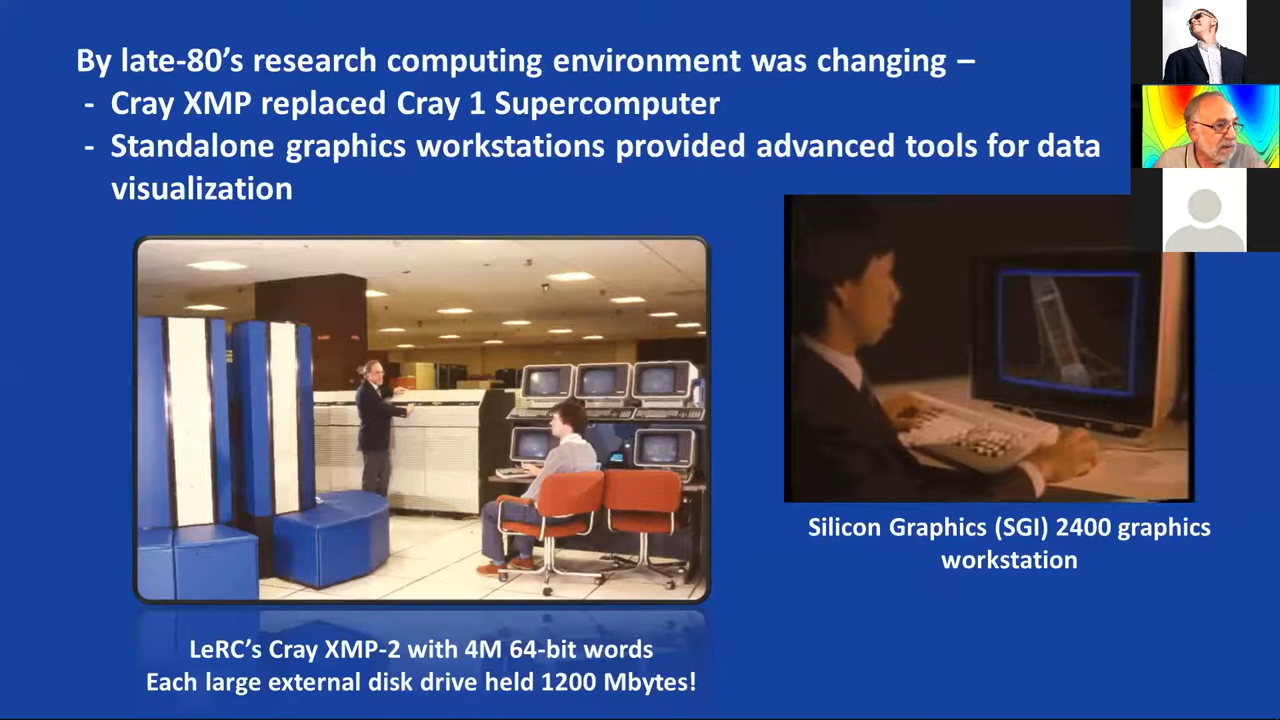 By late-80’s research computing environment was changing –
- Cray XMP replaced Cray 1 Supercomputer
- Standalone graphics workstations provided advanced tools for data
visualization
Silicon Graphics (SGI) 2400 graphics
workstation
LeRC’s Cray XMP-2 with 4M 64-bit words
Each large external disk drive held 1200 Mbytes!